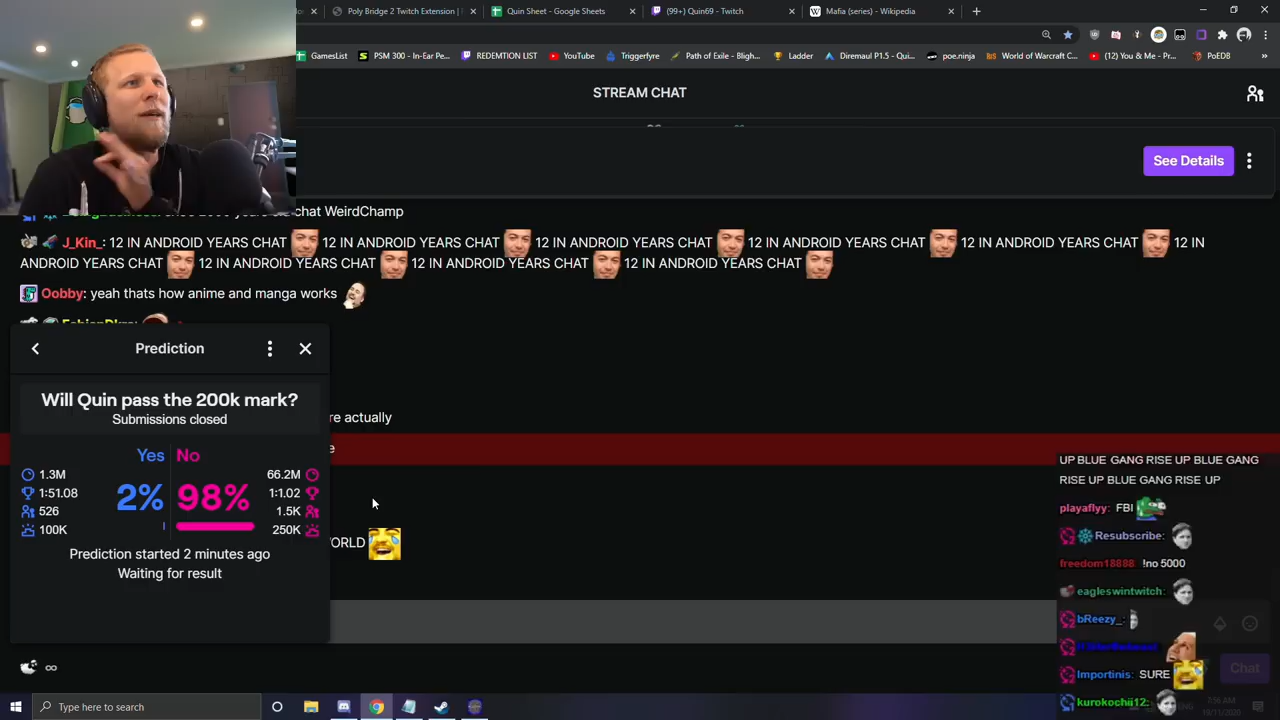 Poly Bridge 2 Twitch Extension |
Quin Sheet - Google Sheets
(99+) Quin69 - Twitch
Mafia (series) - Wikipedia
GamesList
PSM 300 - In-Ear Pe...
REDEMTION LIST
YouTube
Triggerfyre
Path of Exile - Bligh...
Ladder
Diremaul P1.5 - Qui...
poe.ninja
World of Warcraft C...
(12) You & Me - Pr...
PoEDB
STREAM CHAT
See Details
years old chat WeirdChamp
J_Kin_: 12 IN ANDROID YEARS CHAT 12 IN ANDROID YEARS CHAT 12 IN ANDROID YEARS CHAT 12 IN ANDROID YEARS CHAT 12 IN ANDROID YEARS CHAT 12 IN
ANDROID YEARS CHAT 12 IN ANDROID YEARS CHAT 12 IN ANDROID YEARS CHAT 12 IN ANDROID YEARS CHAT
Oobby: yeah thats how anime and manga works
Prediction
Will Quin pass the 200k mark?
Submissions closed
Yes No
1.3M 66.2M
1:51.08 1:1.02
2% 98%
526 1.5K
100K 250K
Prediction started 2 minutes ago
Waiting for result
re actually
e
ORLD
UP BLUE GANG RISE UP BLUE GANG
RISE UP BLUE GANG RISE UP
playaflyy: FBI
Resubscribe:
freedom18888 !no 5000
eagleswintwitch:
bReezy_:
Importinis: SURE
kurokochii12:
Chat
∞
Type here to search
7:56 AM